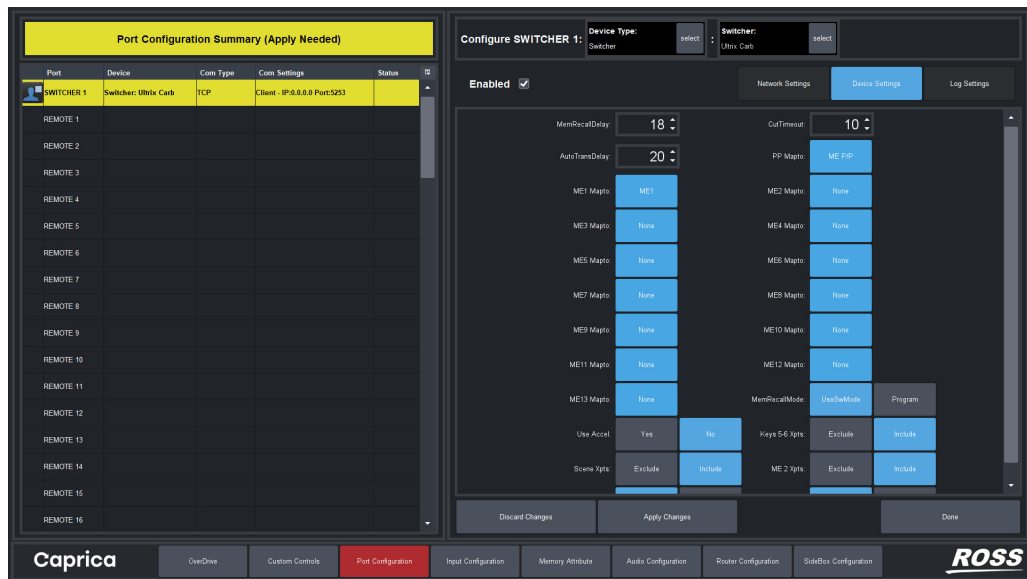 Port Configuration Summary (Apply Needed)
Port Device Com Type Com Settings Status
SWITCHER 1 Switcher: Ultrix Carb TCP Client - IP:0.0.0.0 Port:5253
REMOTE 1
REMOTE 2
REMOTE 3
REMOTE 4
REMOTE 5
REMOTE 6
REMOTE 7
REMOTE 8
REMOTE 9
REMOTE 10
REMOTE 11
REMOTE 12
REMOTE 13
REMOTE 14
REMOTE 15
REMOTE 16
Configure SWITCHER 1: Device Type: Switcher select : Switcher: Ultrix Carb select
Enabled Network Settings Device Settings Log Settings
MemRecallDelay: 18 CutTimeout: 10
AutoTransDelay: 20 PP Mapto: ME P/P
ME1 Mapto: ME1 ME2 Mapto: None
ME3 Mapto: None ME4 Mapto: None
ME5 Mapto: None ME6 Mapto: None
ME7 Mapto: None ME8 Mapto: None
ME9 Mapto: None ME10 Mapto: None
ME11 Mapto: None ME12 Mapto: None
ME13 Mapto: None MemRecallMode: UseSwMode Program
Use Accel: Yes No Keys 5-6 Xpts: Exclude Include
Scene Xpts: Exclude Include ME 2 Xpts: Exclude Include
Discard Changes Apply Changes Done
Caprica OverDrive Custom Controls Port Configuration Input Configuration Memory Attribute Audio Configuration Router Configuration SideBox Configuration ROSS